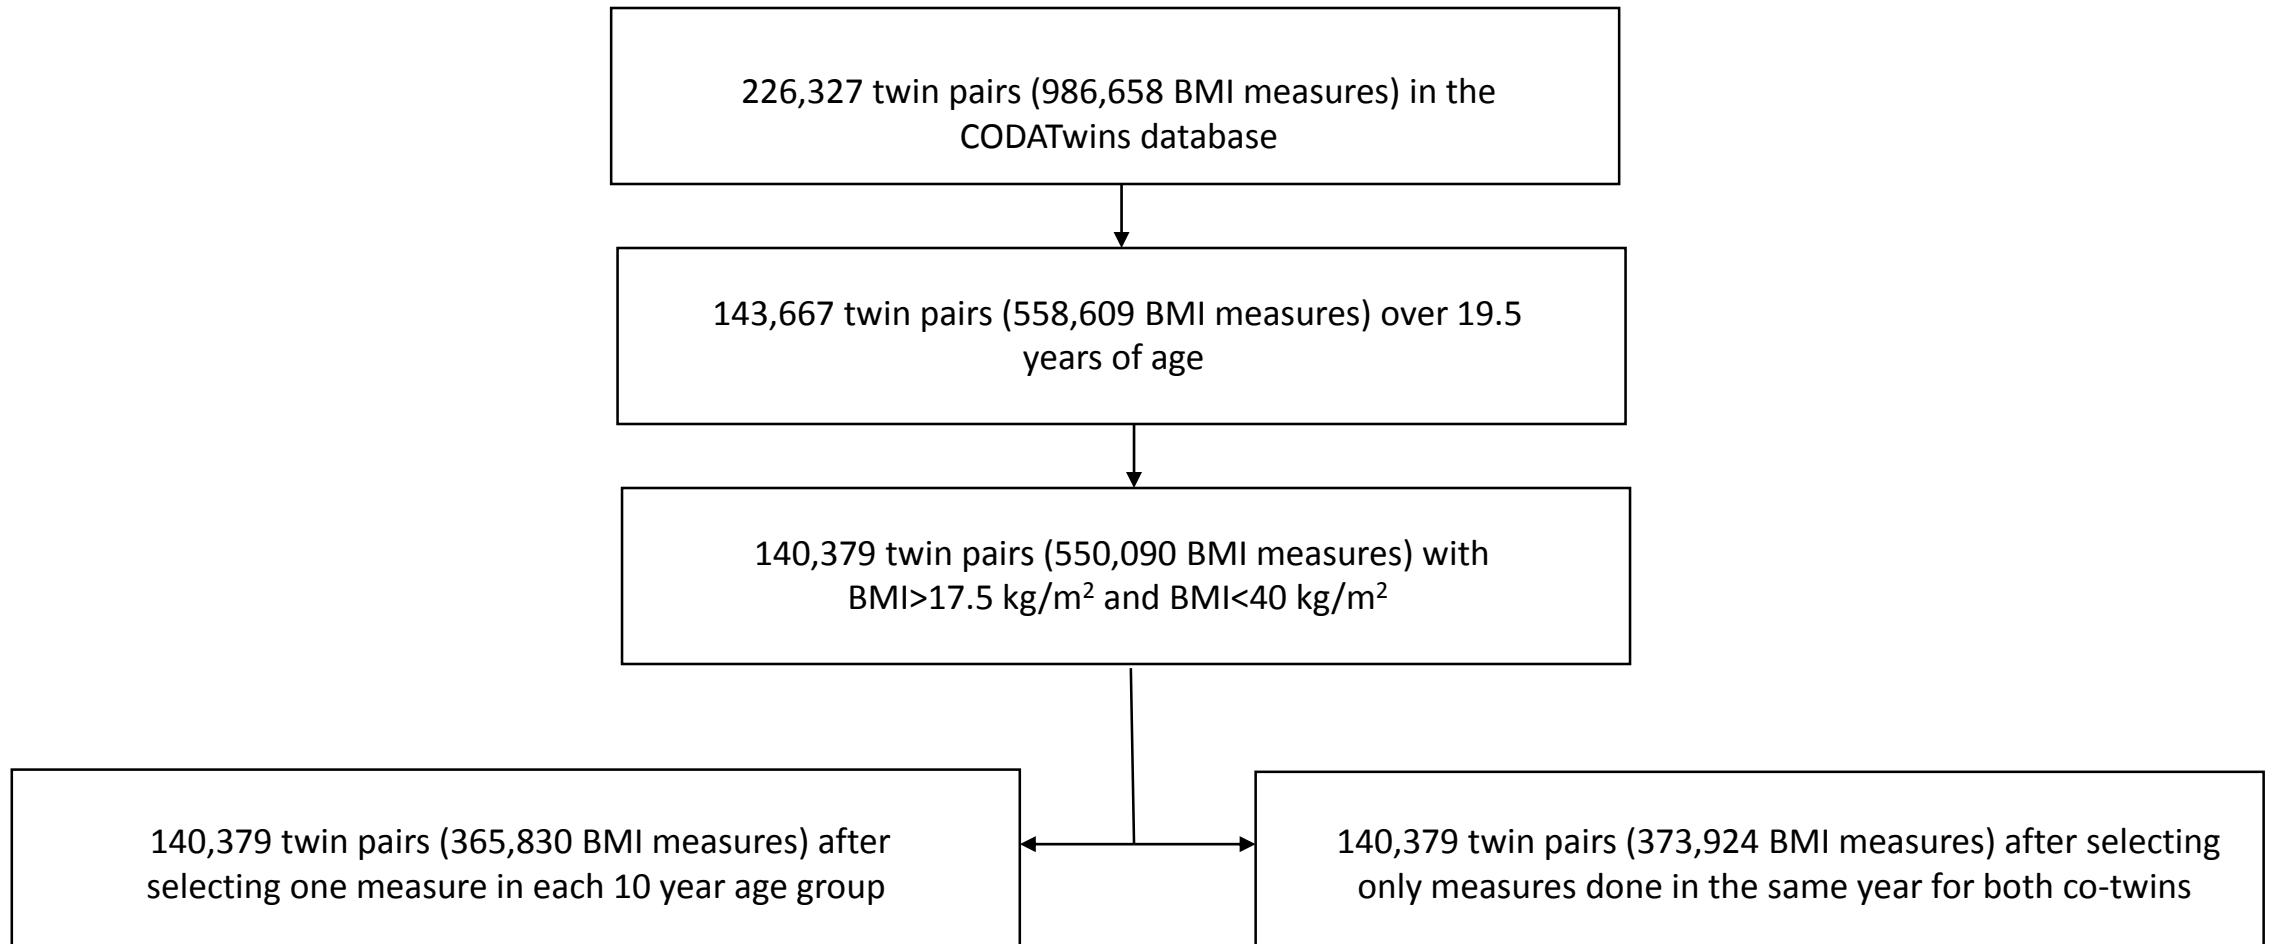 226,327 twin pairs (986,658 BMI measures) in the
CODATwins database
143,667 twin pairs (558,609 BMI measures) over 19.5
years of age
140,379 twin pairs (550,090 BMI measures) with
BMI>17.5 kg/m² and BMI<40 kg/m²
140,379 twin pairs (365,830 BMI measures) after
selecting one measure in each 10 year age group
140,379 twin pairs (373,924 BMI measures) after selecting
only measures done in the same year for both co-twins